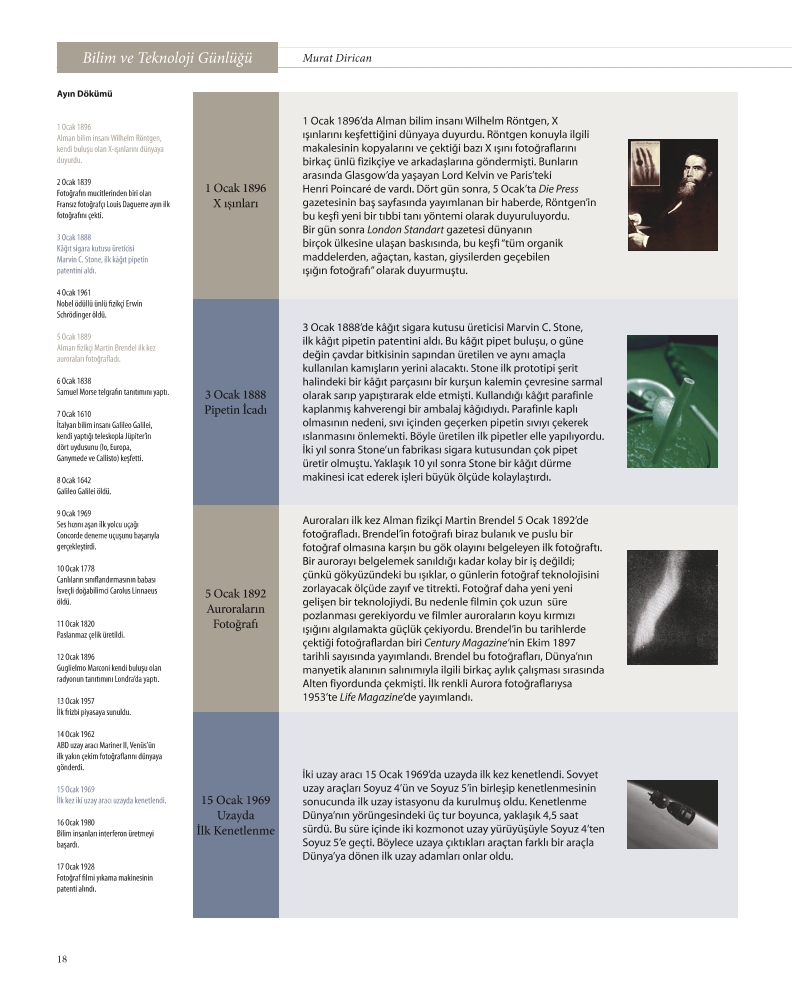 Bilim ve Teknoloji Günlüğü
Murat Dirican
Ayın Dökümü
1 Ocak 1896
Alman bilim insanı Wilhelm Röntgen,
kendi buluşu olan X-ışınlarını dünyaya
duyurdu.
2 Ocak 1839
Fotoğrafın mucitlerinden biri olan
Fransız fotoğrafçı Louis Daguerre ayın ilk
fotoğrafını çekti.
3 Ocak 1888
Kâğıt sigara kutusu üreticisi
Marvin C. Stone, ilk kâğıt pipetin
patentini aldı.
4 Ocak 1961
Nobel ödüllü ünlü fizikçi Erwin
Schrödinger öldü.
5 Ocak 1889
Alman fizikçi Martin Brendel ilk kez
auroraları fotoğrafladı.
6 Ocak 1838
Samuel Morse telgrafın tanıtımını yaptı.
7 Ocak 1610
İtalyan bilim insanı Galileo Galilei,
kendi yaptığı teleskopla Jüpiter'in
dört uydusunu (Io, Europa,
Ganymede ve Callisto) keşfetti.
8 Ocak 1642
Galileo Galilei öldü.
9 Ocak 1969
Ses hızını aşan ilk yolcu uçağı
Concorde deneme uçuşunu başarıyla
gerçekleştirdi.
10 Ocak 1778
Canlıların sınıflandırmasının babası
İsveçli doğabilimci Carolus Linnaeus
öldü.
11 Ocak 1820
Paslanmaz çelik üretildi.
12 Ocak 1896
Guglielmo Marconi kendi buluşu olan
radyonun tanıtımını Londra'da yaptı.
13 Ocak 1957
İlk frizbi piyasaya sunuldu.
14 Ocak 1962
ABD uzay aracı Mariner II, Venüs'ün
ilk yakın çekim fotoğraflarını dünyaya
gönderdi.
15 Ocak 1969
İlk kez iki uzay aracı uzayda kenetlendi.
16 Ocak 1980
Bilim insanları interferon üretmeyi
başardı.
17 Ocak 1928
Fotoğraf filmi yıkama makinesinin
patenti alındı.
1 Ocak 1896
X ışınları
1 Ocak 1896'da Alman bilim insanı Wilhelm Röntgen, X
ışınlarını keşfettiğini dünyaya duyurdu. Röntgen konuyla ilgili
makalesinin kopyalarını ve çektiği bazı X ışını fotoğraflarını
birkaç ünlü fizikçiye ve arkadaşlarına göndermişti. Bunların
arasında Glasgow'da yaşayan Lord Kelvin ve Paris'teki
Henri Poincaré de vardı. Dört gün sonra, 5 Ocak'ta Die Press
gazetesinin baş sayfasında yayımlanan bir haberde, Röntgen'in
bu keşfi yeni bir tıbbi tanı yöntemi olarak duyuruluyordu.
Bir gün sonra London Standart gazetesi dünyanın
birçok ülkesine ulaşan baskısında, bu keşfi "tüm organik
maddelerden, ağaçtan, kastan, giysilerden geçebilen
ışığın fotoğrafı" olarak duyurmuştu.
3 Ocak 1888
Pipetin İcadı
3 Ocak 1888'de kâğıt sigara kutusu üreticisi Marvin C. Stone,
ilk kâğıt pipetin patentini aldı. Bu kâğıt pipet buluşu, o güne
değin çavdar bitkisinin sapından üretilen ve aynı amaçla
kullanılan kamışların yerini alacaktı. Stone ilk prototipi şerit
halindeki bir kâğıt parçasını bir kurşun kalemin çevresine sarmal
olarak sarıp yapıştırarak elde etmişti. Kullandığı kâğıt parafinle
kaplanmış kahverengi bir ambalaj kâğıdıydı. Parafinle kaplı
olmasının nedeni, sıvı içinden geçerken pipetin sıvıyı çekerek
ıslanmasını önlemekti. Böyle üretilen ilk pipetler elle yapılıyordu.
İki yıl sonra Stone'un fabrikası sigara kutusundan çok pipet
üretir olmuştu. Yaklaşık 10 yıl sonra Stone bir kâğıt dürme
makinesi icat ederek işleri büyük ölçüde kolaylaştırdı.
5 Ocak 1892
Auroraların
Fotoğrafı
Auroraları ilk kez Alman fizikçi Martin Brendel 5 Ocak 1892'de
fotoğrafladı. Brendel'in fotoğrafı biraz bulanık ve puslu bir
fotoğraf olmasına karşın bu gök olayını belgeleyen ilk fotoğraftı.
Bir aurorayı belgelemek sanıldığı kadar kolay bir iş değildi;
çünkü gökyüzündeki bu ışıklar, o günlerin fotoğraf teknolojisini
zorlayacak ölçüde zayıf ve titrekti. Fotoğraf daha yeni yeni
gelişen bir teknolojiydi. Bu nedenle filmin çok uzun süre
pozlanması gerekiyordu ve filmler auroraların koyu kırmızı
ışığını algılamakta güçlük çekiyordu. Brendel'in bu tarihlerde
çektiği fotoğraflardan biri Century Magazine'nin Ekim 1897
tarihli sayısında yayımlandı. Brendel bu fotoğrafları, Dünya'nın
manyetik alanının salınımıyla ilgili birkaç aylık çalışması sırasında
Alten fiyordunda çekmişti. İlk renkli Aurora fotoğraflarıysa
1953'te Life Magazine'de yayımlandı.
15 Ocak 1969
Uzayda
İlk Kenetlenme
İki uzay aracı 15 Ocak 1969'da uzayda ilk kez kenetlendi. Sovyet
uzay araçları Soyuz 4'ün ve Soyuz 5'in birleşip kenetlenmesinin
sonucunda ilk uzay istasyonu da kurulmuş oldu. Kenetlenme
Dünya'nın yörüngesindeki üç tur boyunca, yaklaşık 4,5 saat
sürdü. Bu süre içinde iki kozmonot uzay yürüyüşüyle Soyuz 4'ten
Soyuz 5'e geçti. Böylece uzaya çıktıkları araçtan farklı bir araçla
Dünya'ya dönen ilk uzay adamları onlar oldu.
18